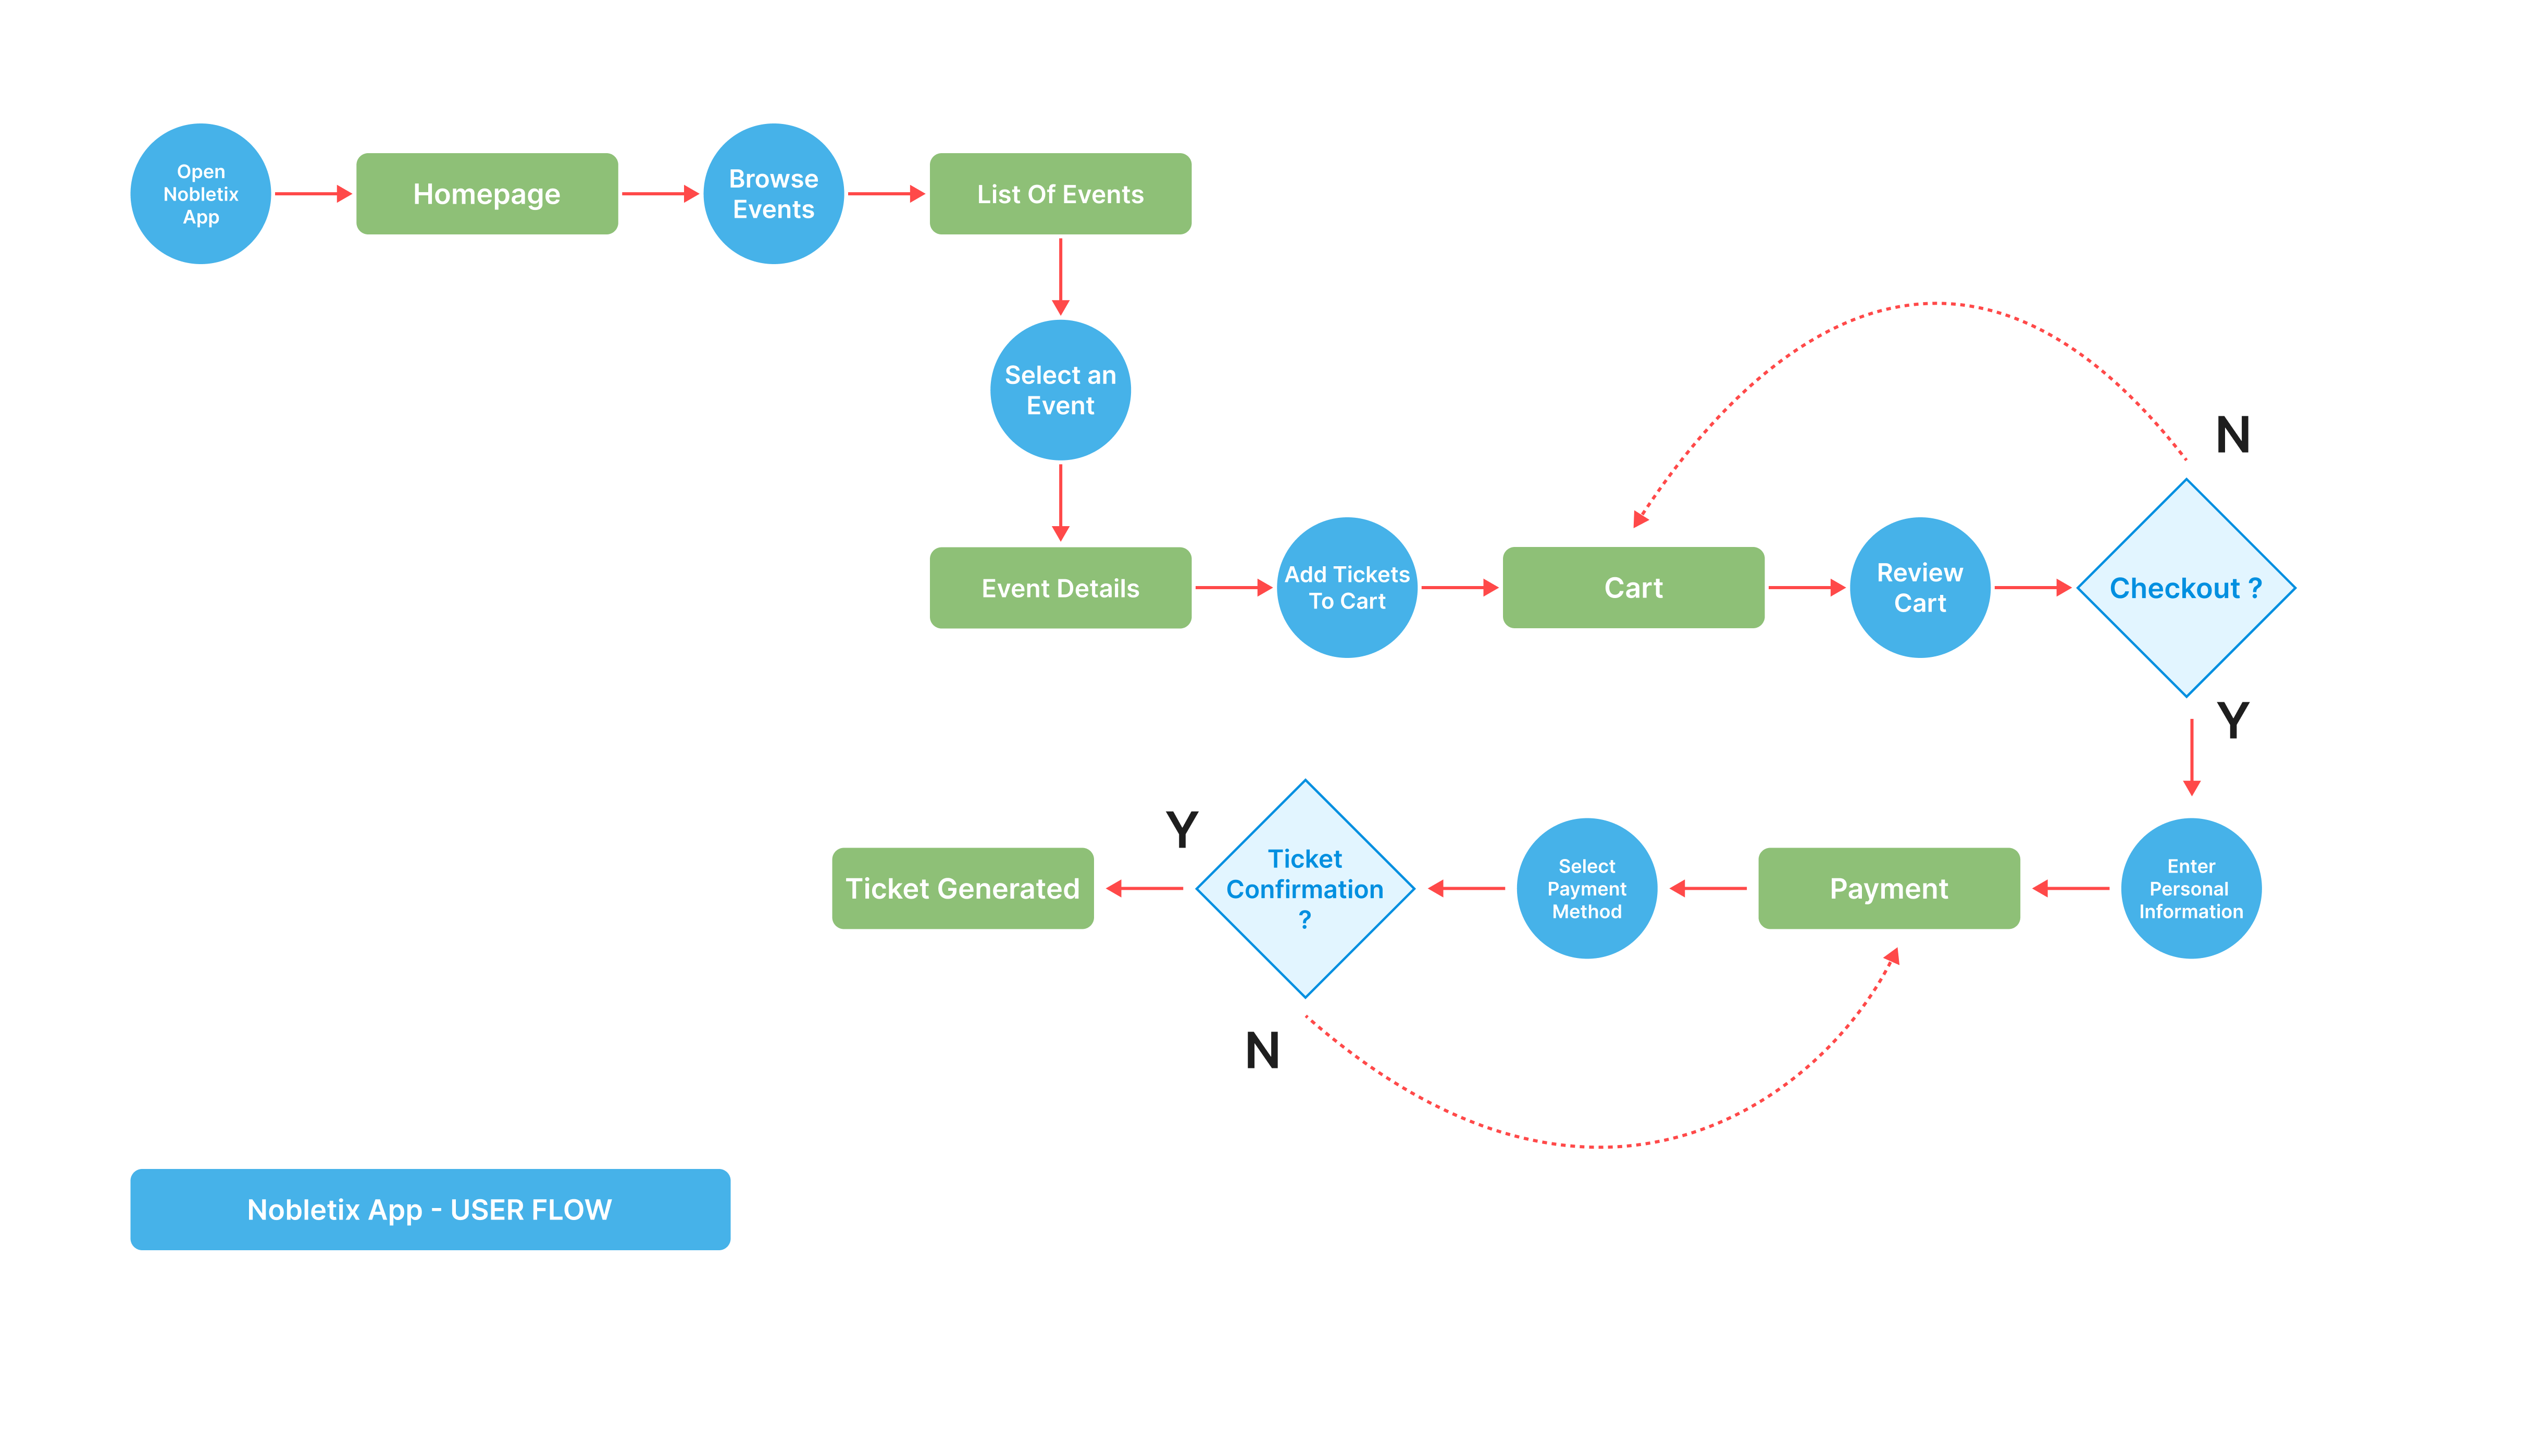 Open
Nobletix
App
Homepage
Browse
Events
List Of Events
Select an
Event
Event Details
Add Tickets
To Cart
Cart
Review
Cart
Checkout ?
N
Y
Enter
Personal
Information
Payment
Select
Payment
Method
Ticket
Confirmation
?
Y
N
Ticket Generated
Nobletix App - USER FLOW